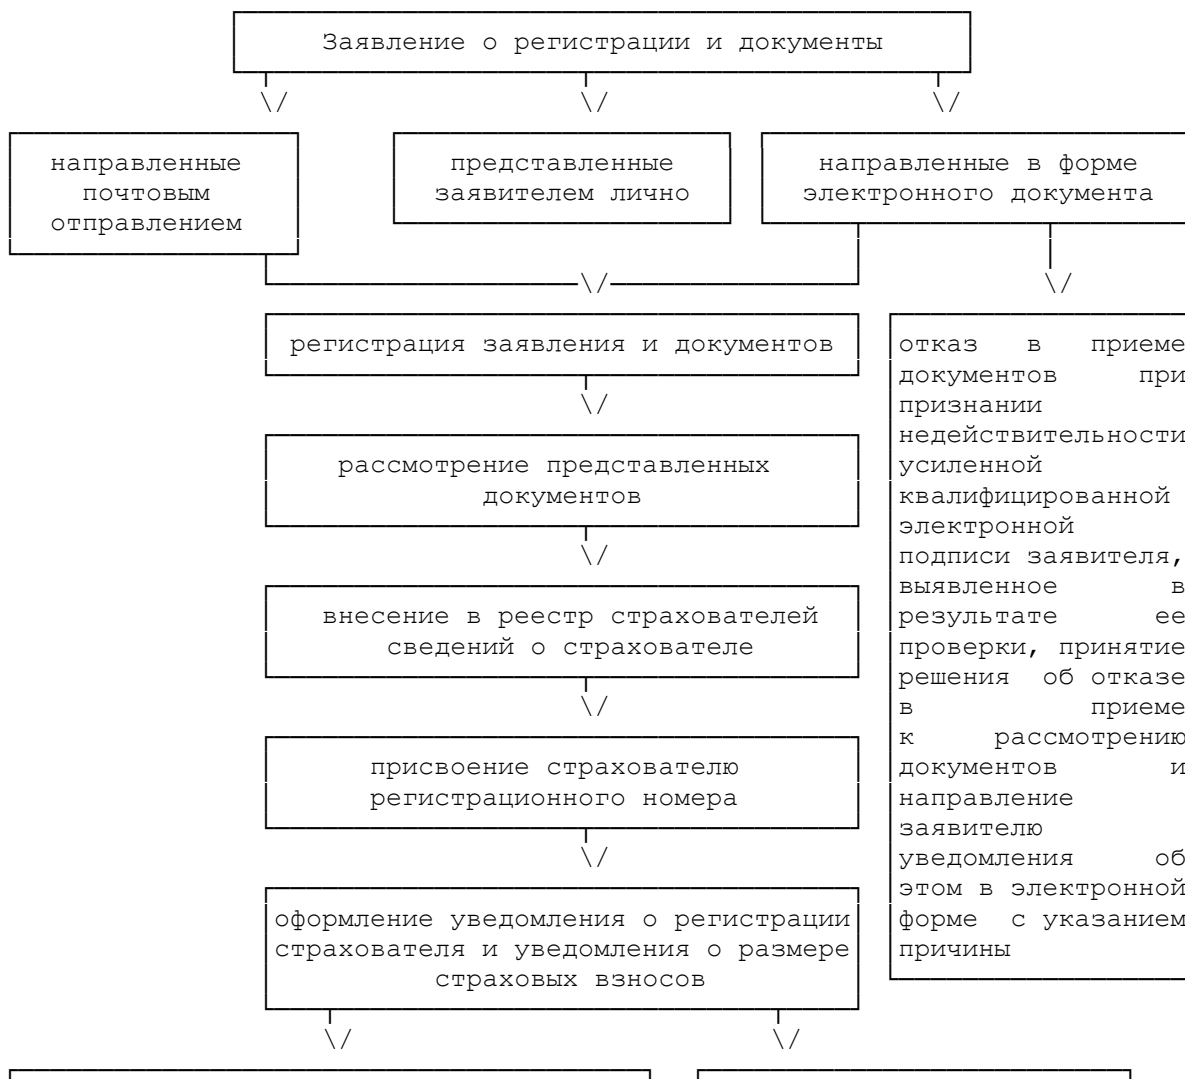 Заявление о регистрации и документы
направленные
почтовым
отправлением
представленные
заявителем лично
направленные в форме
электронного документа
регистрация заявления и документов
рассмотрение представленных
документов
внесение в реестр страхователей
сведений о страхователе
присвоение страхователю
регистрационного номера
оформление уведомления о регистрации
страхователя и уведомления о размере
страховых взносов
отказ в приеме
документов при
признании
недействительности
усиленной
квалифицированной
электронной
подписи заявителя,
выявленное в
результате ее
проверки, принятие
решения об отказе
в приеме
к рассмотрению
документов и
направление
заявителю
уведомления об
этом в электронной
форме с указанием
причины